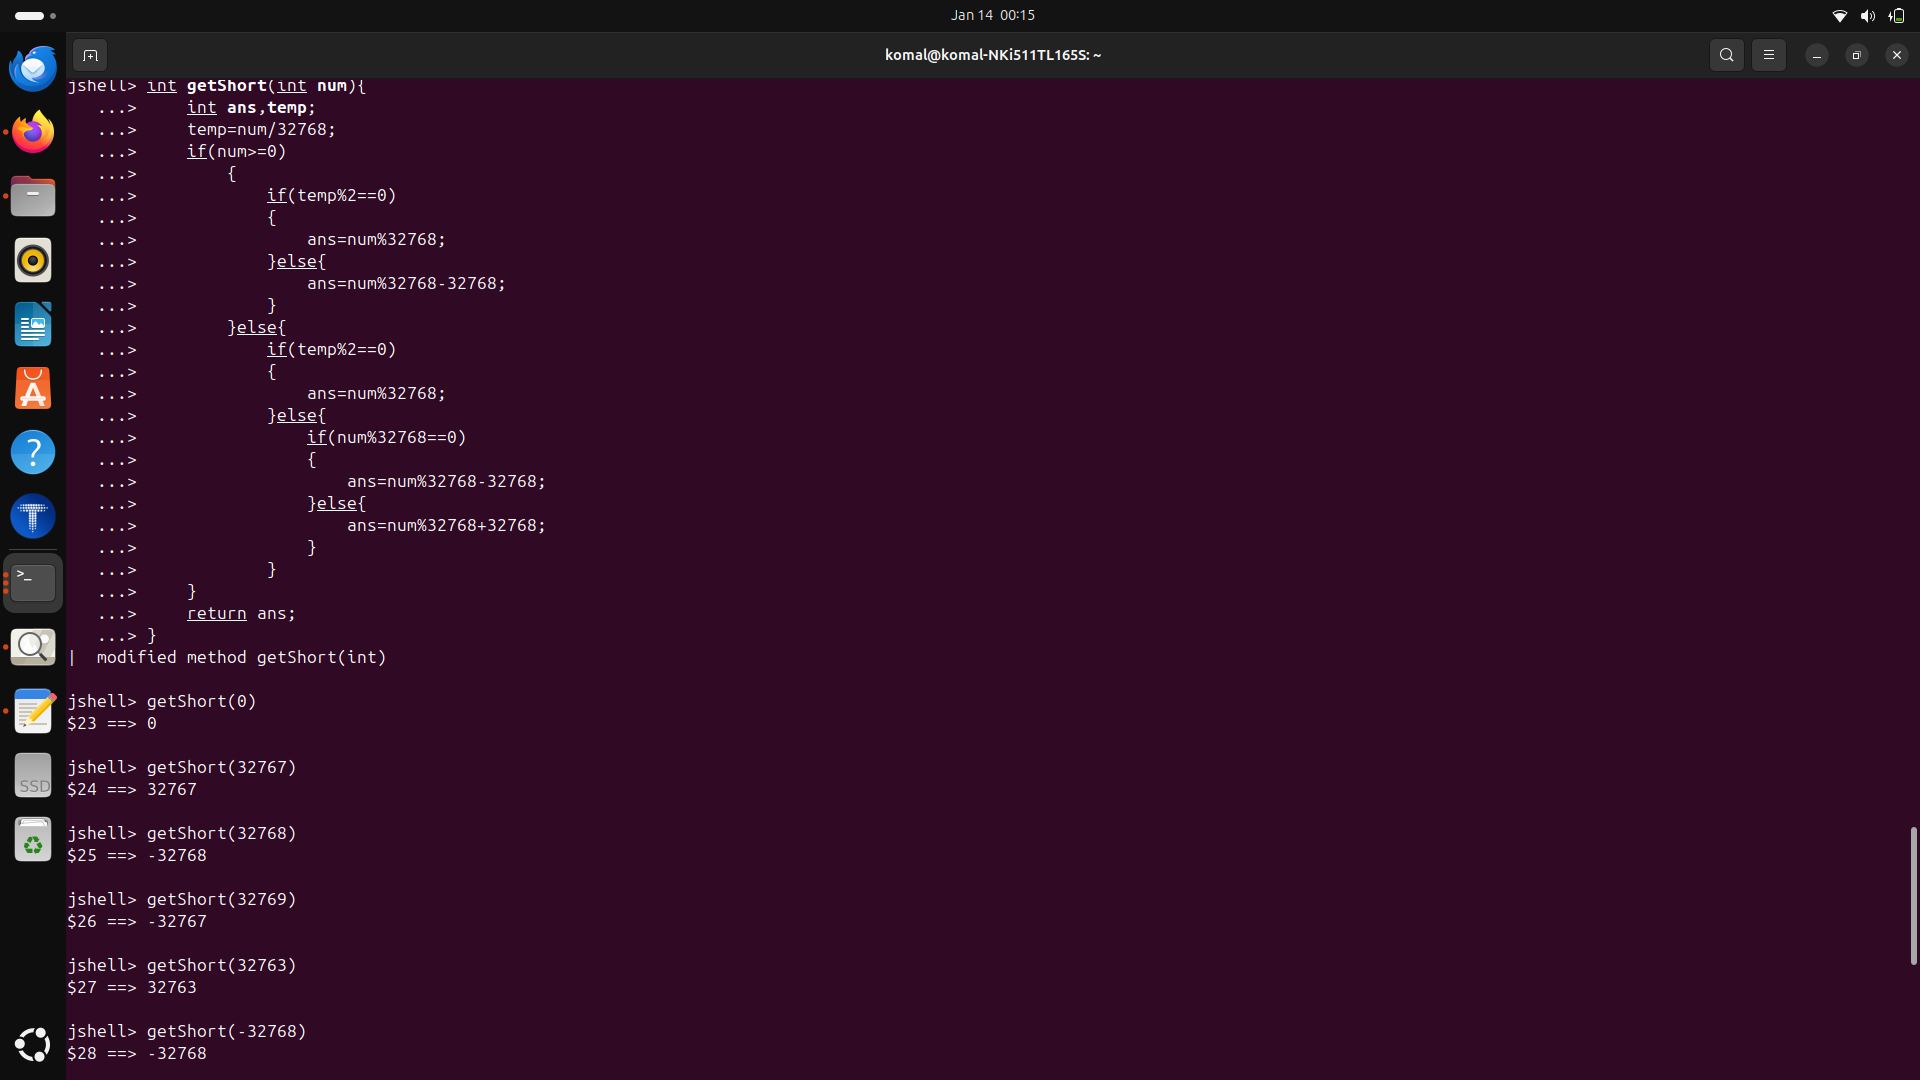 Jan 14 00:15
komal@komal-NKi511TL165S: ~
jshell> int getShort(int num){
   ...>     int ans,temp;
   ...>     temp=num/32768;
   ...>     if(num>=0)
   ...>         {
   ...>             if(temp%2==0)
   ...>             {
   ...>                 ans=num%32768;
   ...>             }else{
   ...>                 ans=num%32768-32768;
   ...>             }
   ...>         }else{
   ...>             if(temp%2==0)
   ...>             {
   ...>                 ans=num%32768;
   ...>             }else{
   ...>                 if(num%32768==0)
   ...>                 {
   ...>                     ans=num%32768-32768;
   ...>                 }else{
   ...>                     ans=num%32768+32768;
   ...>                 }
   ...>             }
   ...>     }
   ...>     return ans;
   ...> }
|  modified method getShort(int)
jshell> getShort(0)
$23 ==> 0
jshell> getShort(32767)
$24 ==> 32767
jshell> getShort(32768)
$25 ==> -32768
jshell> getShort(32769)
$26 ==> -32767
jshell> getShort(32763)
$27 ==> 32763
jshell> getShort(-32768)
$28 ==> -32768
?
T
>_
SSD